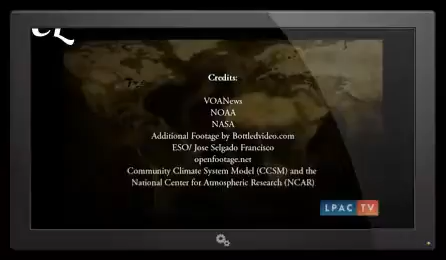 Credits:
VOANews
NOAA
NASA
Additional Footage by Bottledvideo.com
ESO/ Jose Selgado Francisco
openfootage.net
Community Climate System Model (CCSM) and the
National Center for Atmospheric Research (NCAR)
LPAC TV